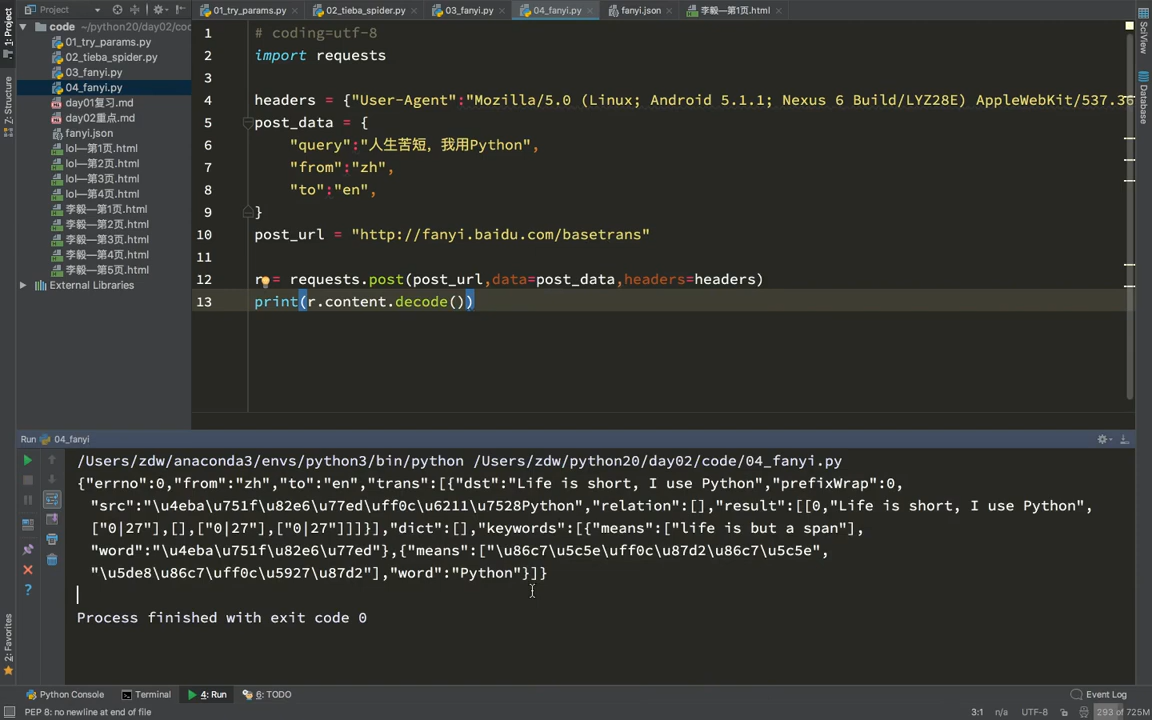 Project
01_try_params.py
02_tieba_spider.py
03_fanyi.py
04_fanyi.py
fanyi.json
李毅—第1页.html
1: Project
Z: Structure
2: Favorites
SciView
Database
code ~/python20/day02/cod
01_try_params.py
02_tieba_spider.py
03_fanyi.py
04_fanyi.py
day01复习.md
day02重点.md
fanyi.json
lol—第1页.html
lol—第2页.html
lol—第3页.html
lol—第4页.html
李毅—第1页.html
李毅—第2页.html
李毅—第3页.html
李毅—第4页.html
李毅—第5页.html
External Libraries
1 # coding=utf-8
2 import requests
3
4 headers = {"User-Agent":"Mozilla/5.0 (Linux; Android 5.1.1; Nexus 6 Build/LYZ28E) AppleWebKit/537.36
5 post_data = {
6 "query":"人生苦短，我用Python",
7 "from":"zh",
8 "to":"en",
9 }
10 post_url = "http://fanyi.baidu.com/basetrans"
11
12 r = requests.post(post_url,data=post_data,headers=headers)
13 print(r.content.decode())
Run 04_fanyi
/Users/zdw/anaconda3/envs/python3/bin/python /Users/zdw/python20/day02/code/04_fanyi.py
{"errno":0,"from":"zh","to":"en","trans":[{"dst":"Life is short, I use Python","prefixWrap":0,
"src":"\u4eba\u751f\u82e6\u77ed\uff0c\u6211\u7528Python","relation":[],"result":[[0,"Life is short, I use Python",
["0|27"],[],["0|27"],["0|27"]]]}],"dict":[],"keywords":[{"means":["life is but a span"],
"word":"\u4eba\u751f\u82e6\u77ed"},{"means":["\u86c7\u5c5e\uff0c\u87d2\u86c7\u5c5e",
"\u5de8\u86c7\uff0c\u5927\u87d2"],"word":"Python"}]}
Process finished with exit code 0
Python Console
Terminal
4: Run
6: TODO
Event Log
PEP 8: no newline at end of file
3:1
n/a
UTF-8
293 of 725M